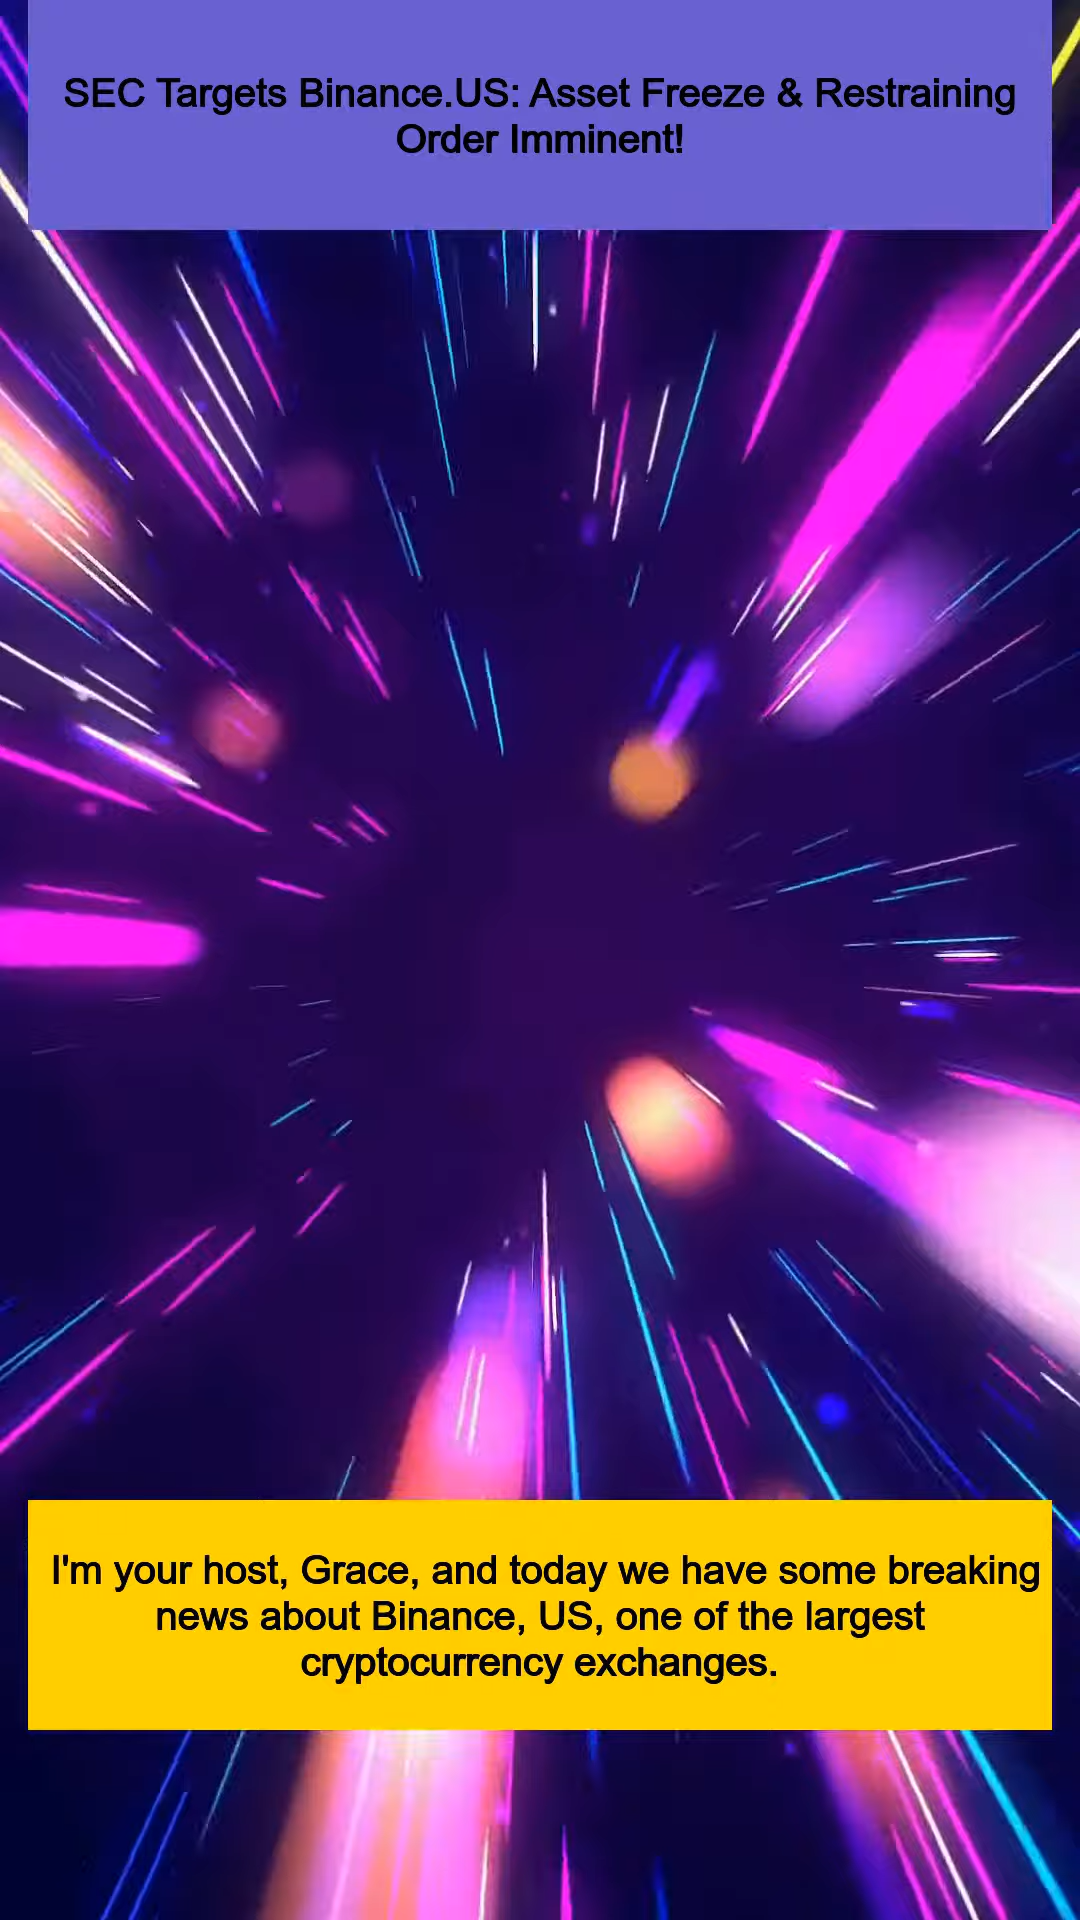 SEC Targets Binance.US: Asset Freeze & Restraining
Order Imminent!
I'm your host, Grace, and today we have some breaking
news about Binance, US, one of the largest
cryptocurrency exchanges.